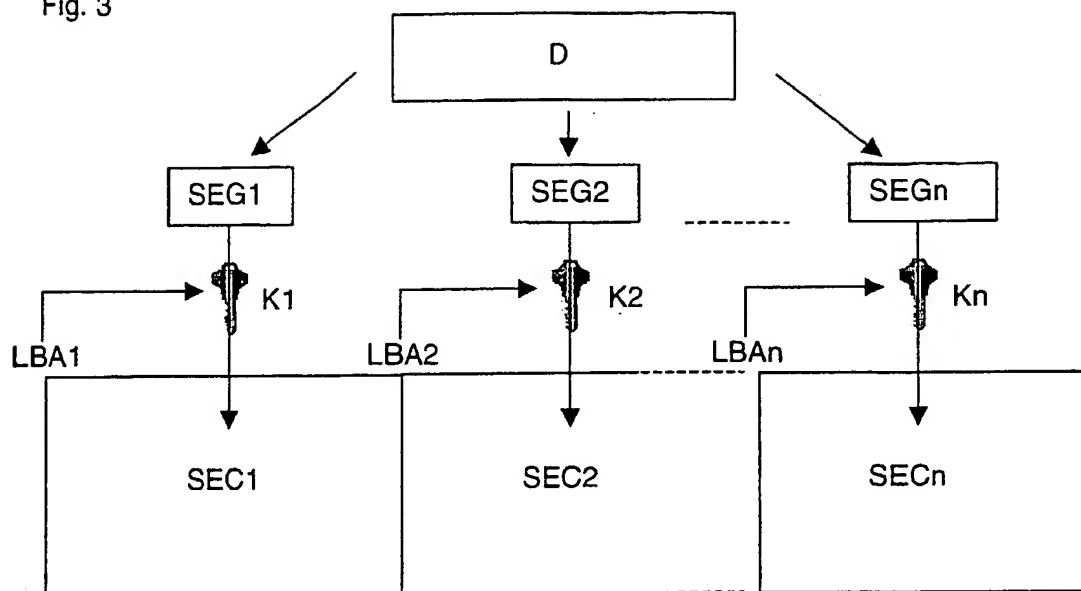 Fig. 3
D
SEG1
SEG2
SEGn
K1
K2
Kn
LBA1
LBA2
LBAn
SEC1
SEC2
SECn